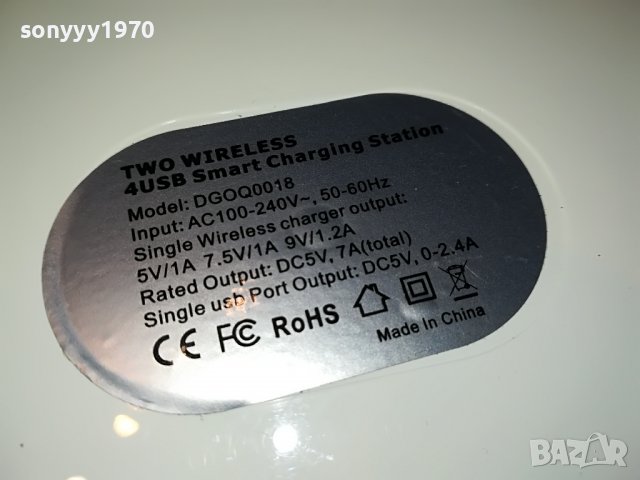 sonyyy1970
TWO WIRELESS
4USB Smart Charging Station
Model: DGOQ0018
Input: AC100-240V~, 50-60Hz
Single Wireless charger output:
5V/1A 7.5V/1A 9V/1.2A
Rated Output: DC5V, 7A(total)
Single usb Port Output: DC5V, 0-2.4A
CE FC RoHS
Made In China
BAZAR